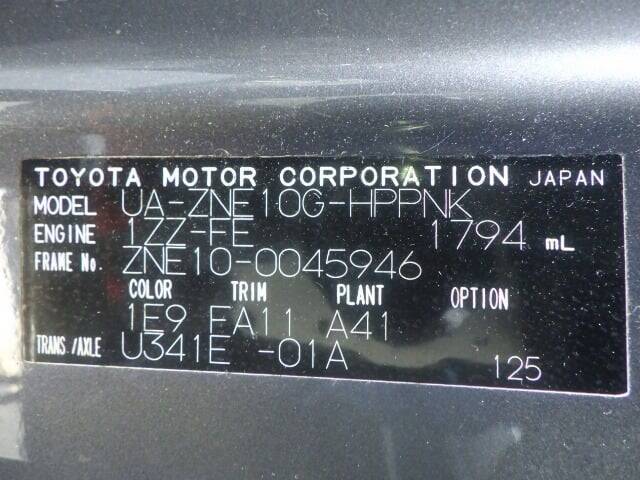 TOYOTA MOTOR CORPORATION JAPAN
MODEL UA-ZNE10G-HPPNK
ENGINE 1ZZ-FE 1794 mL
FRAME No. ZNE10-0045946
COLOR TRIM PLANT OPTION
1E9 FA11 A41
TRANS./AXLE U341E -01A 125